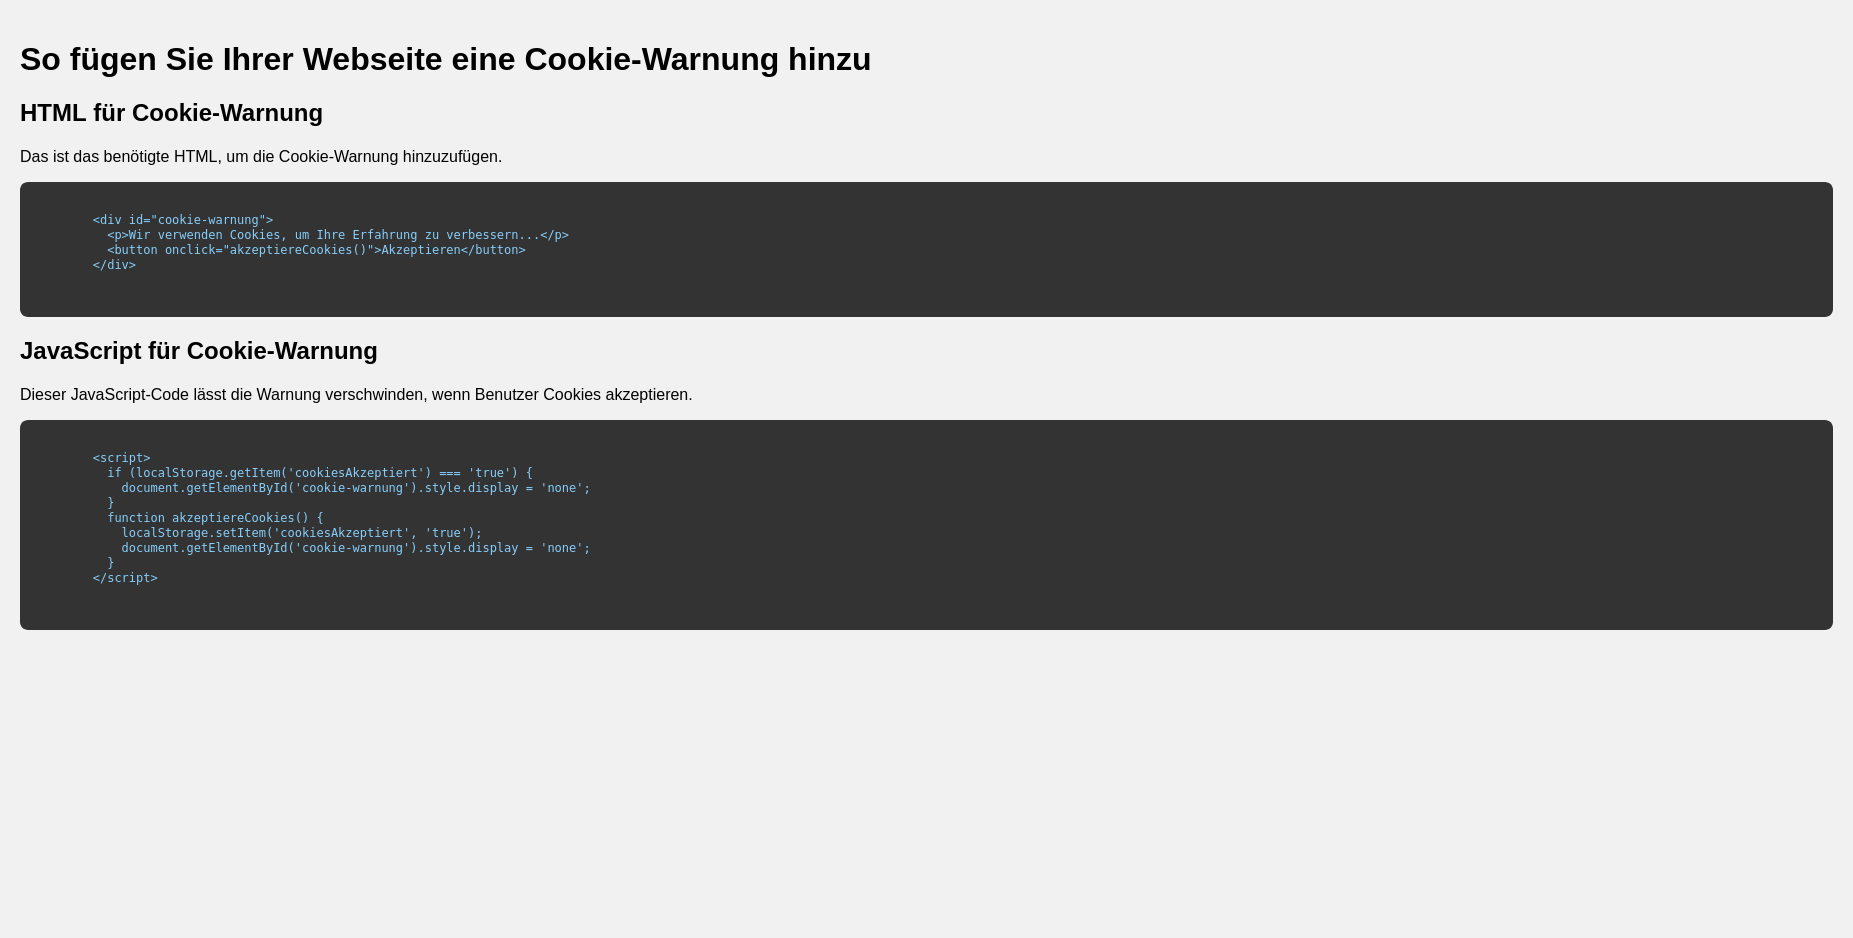 So fügen Sie Ihrer Webseite eine Cookie-Warnung hinzu
HTML für Cookie-Warnung
Das ist das benötigte HTML, um die Cookie-Warnung hinzuzufügen.
<div id="cookie-warnung">
  <p>Wir verwenden Cookies, um Ihre Erfahrung zu verbessern...</p>
  <button onclick="akzeptiereCookies()">Akzeptieren</button>
</div>
JavaScript für Cookie-Warnung
Dieser JavaScript-Code lässt die Warnung verschwinden, wenn Benutzer Cookies akzeptieren.
<script>
  if (localStorage.getItem('cookiesAkzeptiert') === 'true') {
    document.getElementById('cookie-warnung').style.display = 'none';
  }
  function akzeptiereCookies() {
    localStorage.setItem('cookiesAkzeptiert', 'true');
    document.getElementById('cookie-warnung').style.display = 'none';
  }
</script>